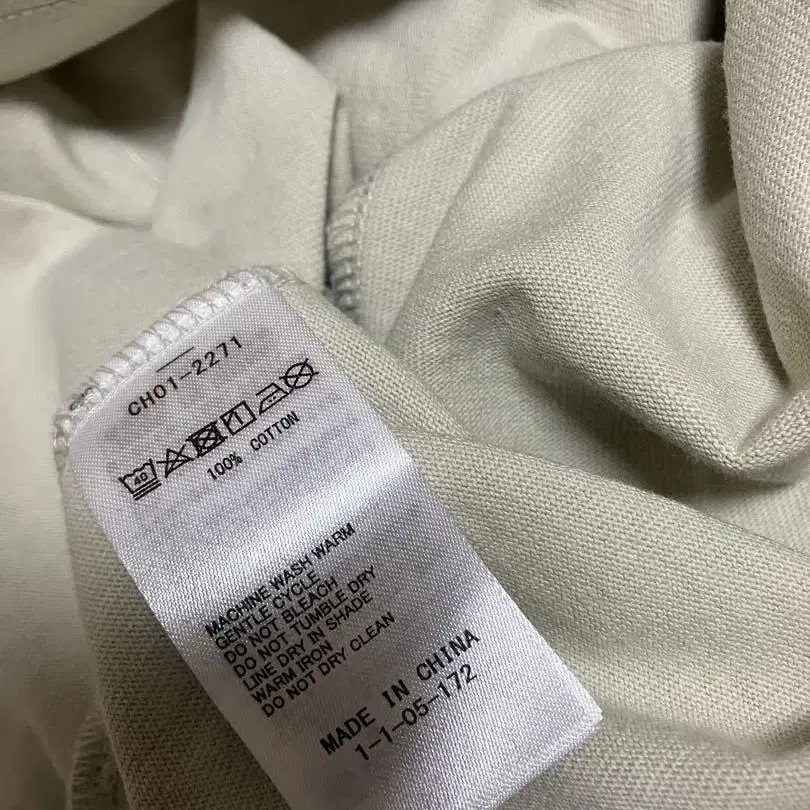 CH01-2271
40
100% COTTON
MACHINE WASH WARM
GENTLE CYCLE
DO NOT BLEACH
DO NOT TUMBLE DRY
LINE DRY IN SHADE
WARM IRON
DO NOT DRY CLEAN
MADE IN CHINA
1-1-05-172